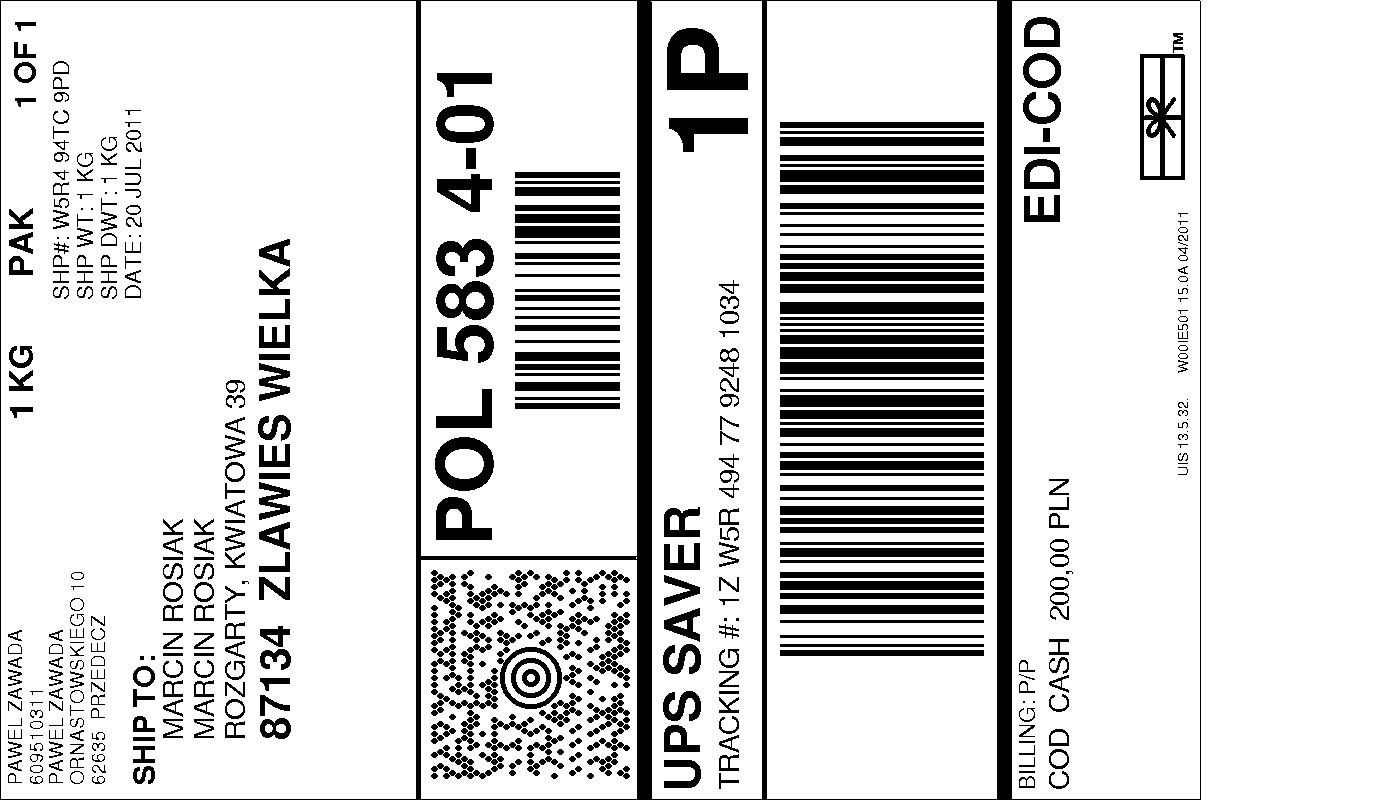 PAWEL ZAWADA
609510311
PAWEL ZAWADA
ORNASTOWSKIEGO 10
62635 PRZEDECZ
1 KG PAK 1 OF 1
SHP#: W5R4 94TC 9PD
SHP WT: 1 KG
SHP DWT: 1 KG
DATE: 20 JUL 2011
SHIP TO:
MARCIN ROSIAK
MARCIN ROSIAK
ROZGARTY, KWIATOWA 39
87134 ZLAWIES WIELKA
POL 583 4-01
UPS SAVER
TRACKING #: 1Z W5R 494 77 9248 1034
1P
BILLING: P/P
COD CASH 200,00 PLN
EDI-COD
TM
UIS 13.5.32. W00IE501 15.0A 04/2011